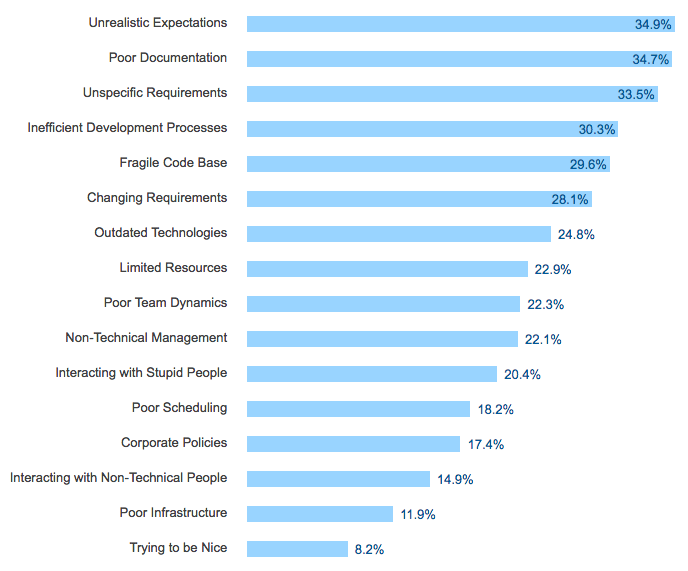 Unrealistic Expectations 34.9%
Poor Documentation 34.7%
Unspecific Requirements 33.5%
Inefficient Development Processes 30.3%
Fragile Code Base 29.6%
Changing Requirements 28.1%
Outdated Technologies 24.8%
Limited Resources 22.9%
Poor Team Dynamics 22.3%
Non-Technical Management 22.1%
Interacting with Stupid People 20.4%
Poor Scheduling 18.2%
Corporate Policies 17.4%
Interacting with Non-Technical People 14.9%
Poor Infrastructure 11.9%
Trying to be Nice 8.2%